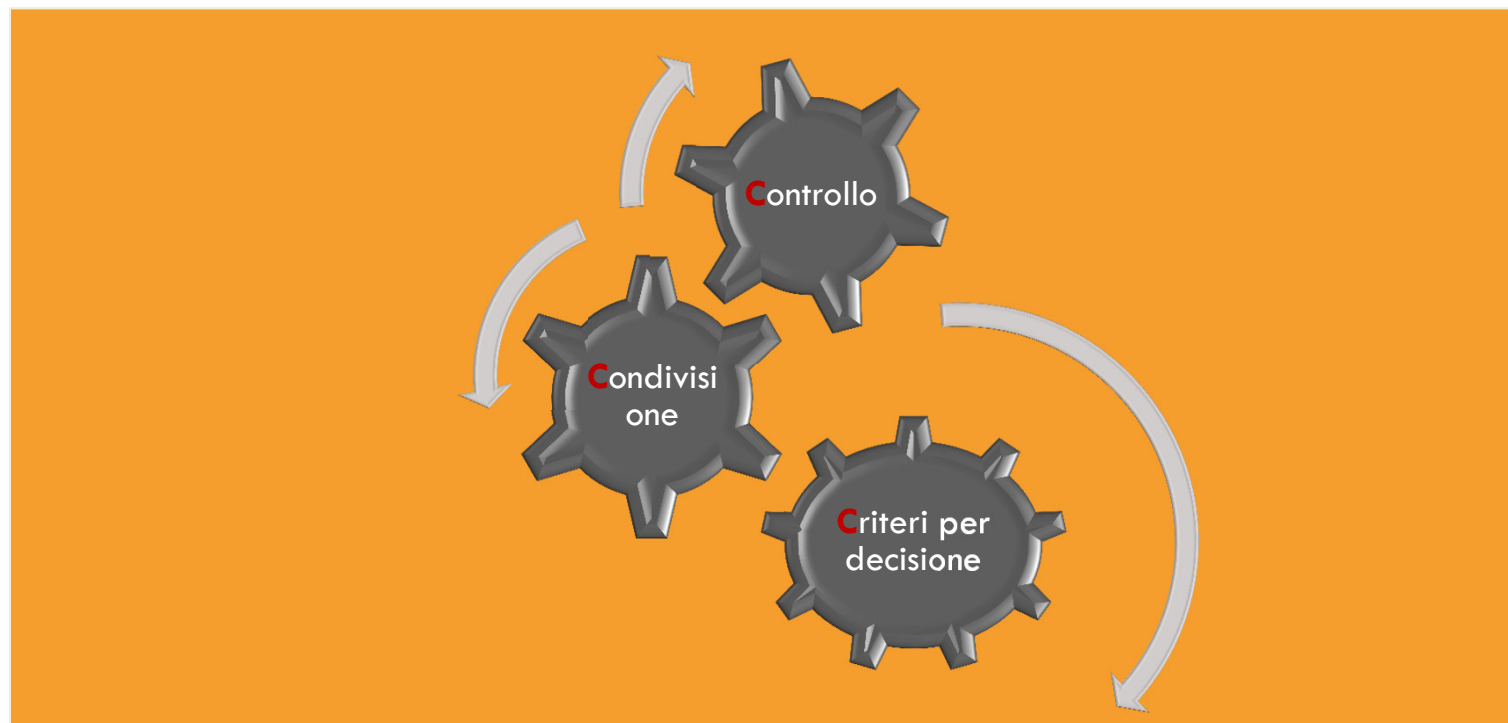 Controllo
Condivisi
one
Criteri per
decisione